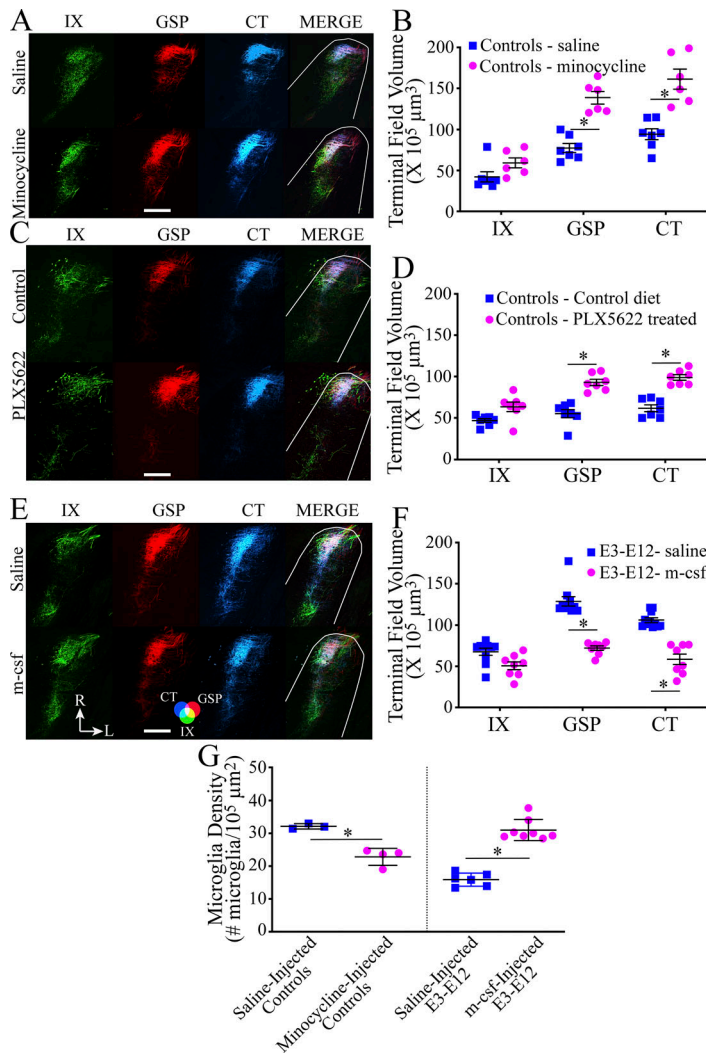 A
IX GSP CT MERGE
Saline
Minocycline
B
Terminal Field Volume
(X 10⁵ µm³)
200
150
100
50
0
Controls - saline
Controls - minocycline
*
*
IX GSP CT
C
IX GSP CT MERGE
Control
PLX5622
D
Terminal Field Volume
(X 10⁵ µm³)
200
150
100
50
0
Controls - Control diet
Controls - PLX5622 treated
* *
IX GSP CT
E
IX GSP CT MERGE
Saline
m-csf
R
L
CT GSP
IX
F
Terminal Field Volume
(X 10⁵ µm³)
200
150
100
50
0
E3-E12- saline
E3-E12- m-csf
*
*
IX GSP CT
G
Microglia Density
(# microglia/10⁵ µm²)
50
40
30
20
10
0
*
*
Saline-Injected
Controls
Minocycline-Injected
Controls
Saline-Injected
E3-E12
m-csf-Injected
E3-E12